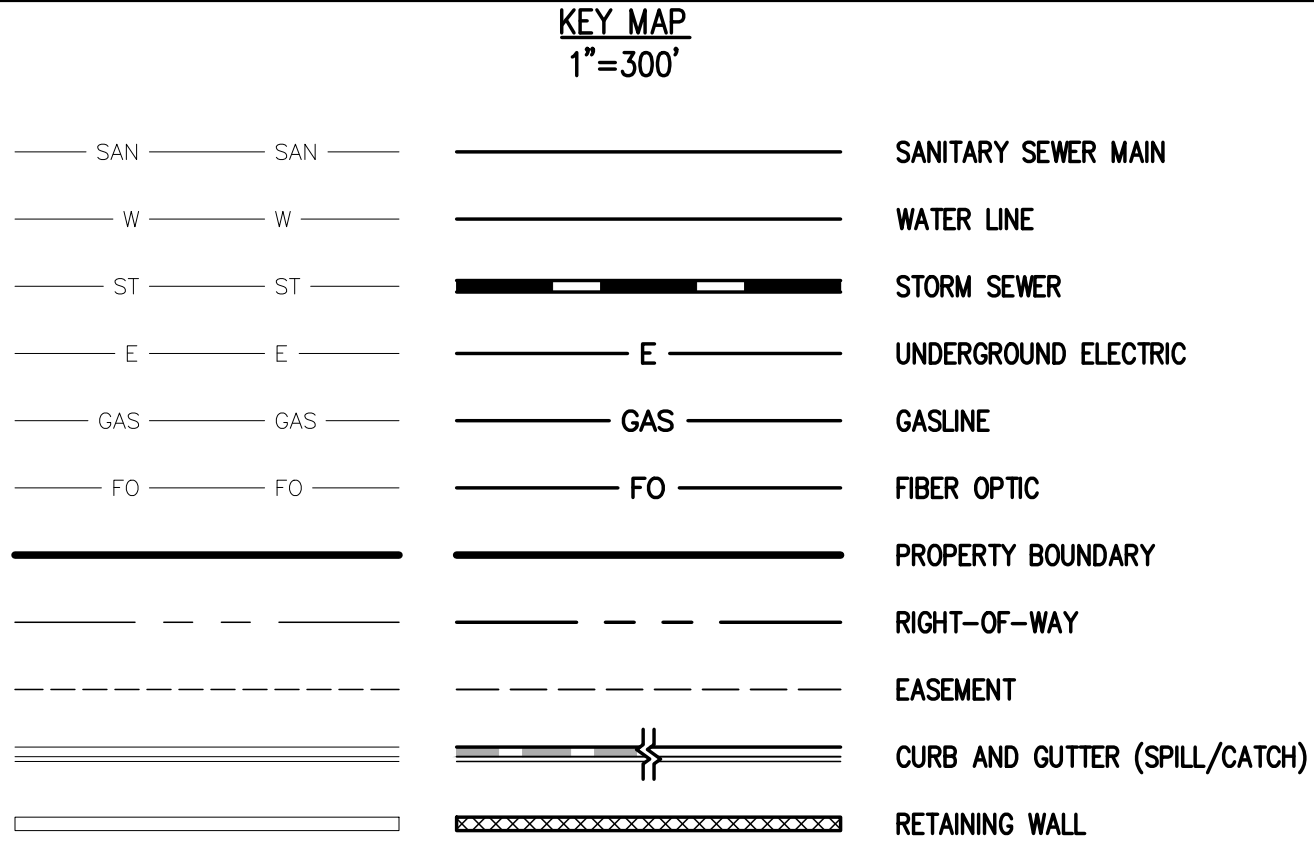 KEY MAP
1"=300'
SAN SAN SANITARY SEWER MAIN
W W WATER LINE
ST ST STORM SEWER
E E E UNDERGROUND ELECTRIC
GAS GAS GAS GASLINE
FO FO FO FIBER OPTIC
PROPERTY BOUNDARY
RIGHT-OF-WAY
EASEMENT
CURB AND GUTTER (SPILL/CATCH)
RETAINING WALL